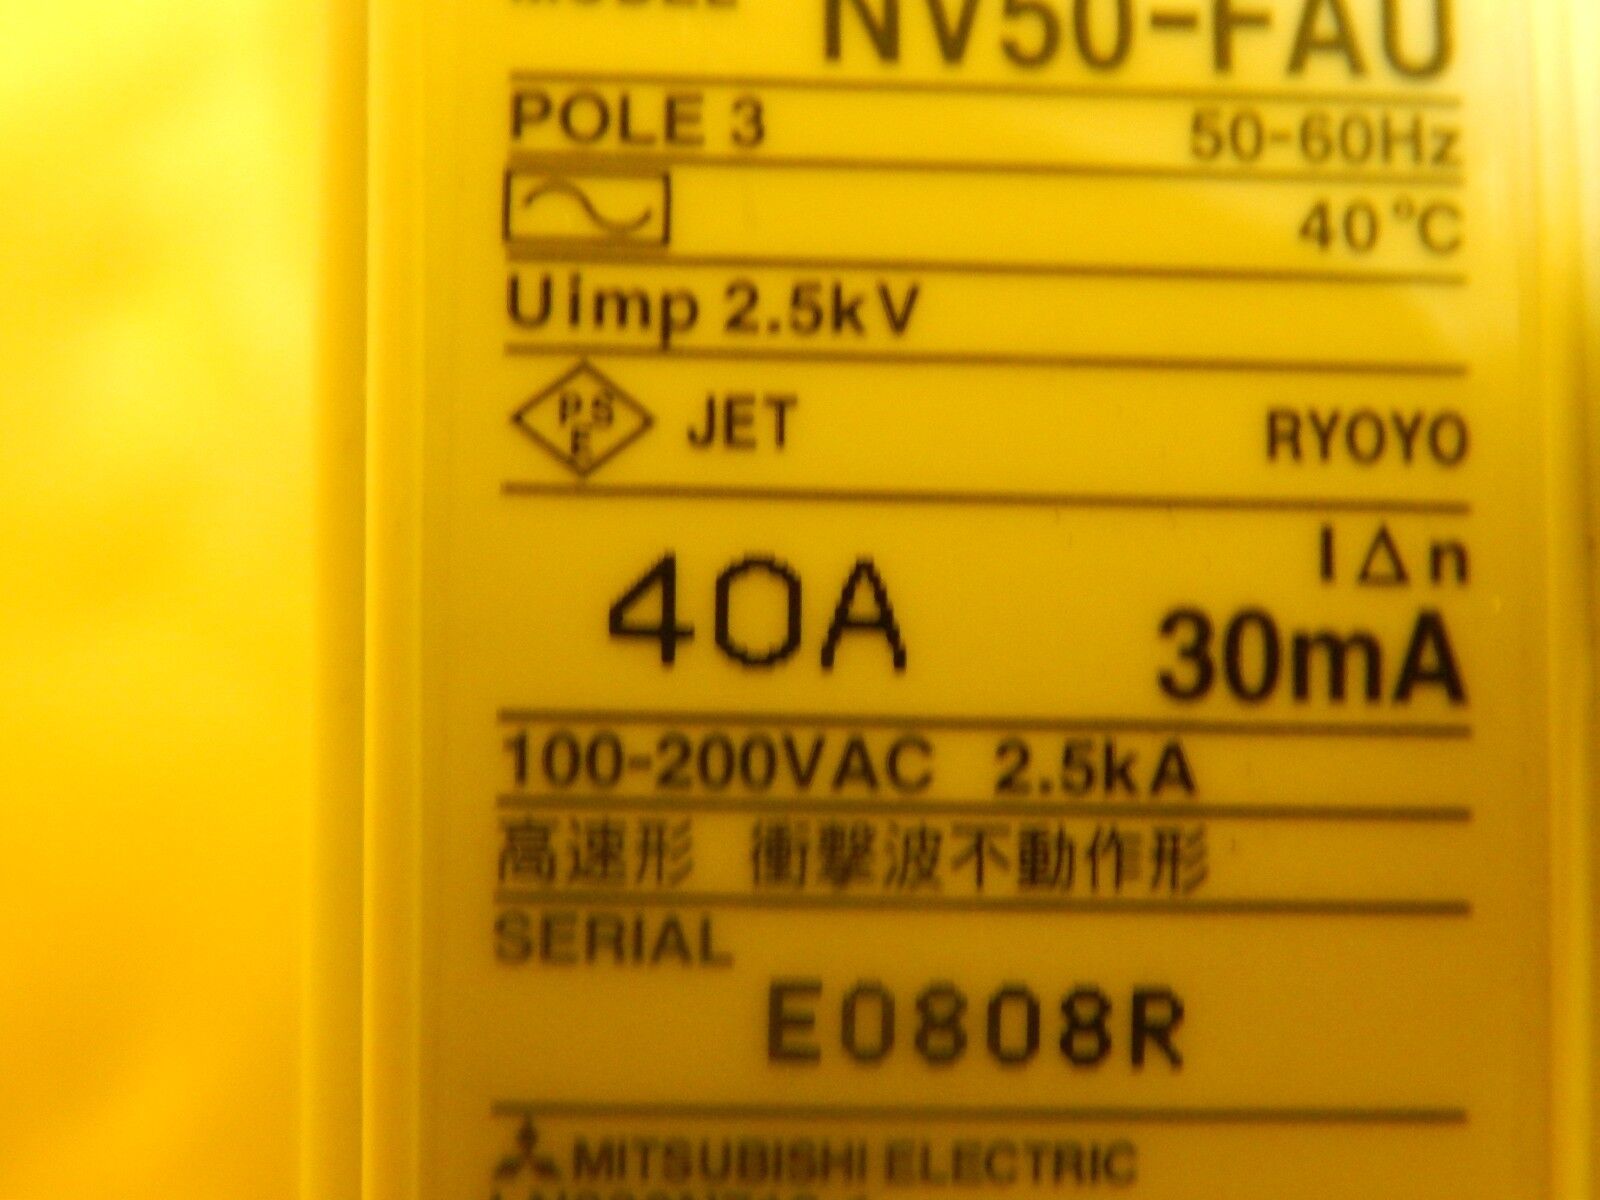 MODEL NV50-FAU
POLE 3 50-60Hz
40°C
Uimp 2.5kV
PSE JET RYOYO
IΔn
40A 30mA
100-200VAC 2.5kA
高速形 衝撃波不動作形
SERIAL
E0808R
MITSUBISHI ELECTRIC